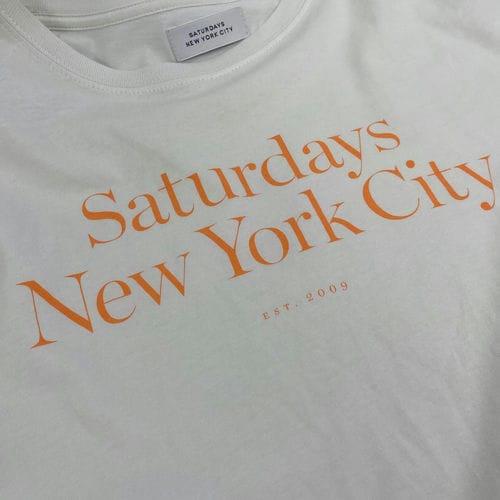 SATURDAYS
NEW YORK CITY
Saturdays
New York City
EST. 2009